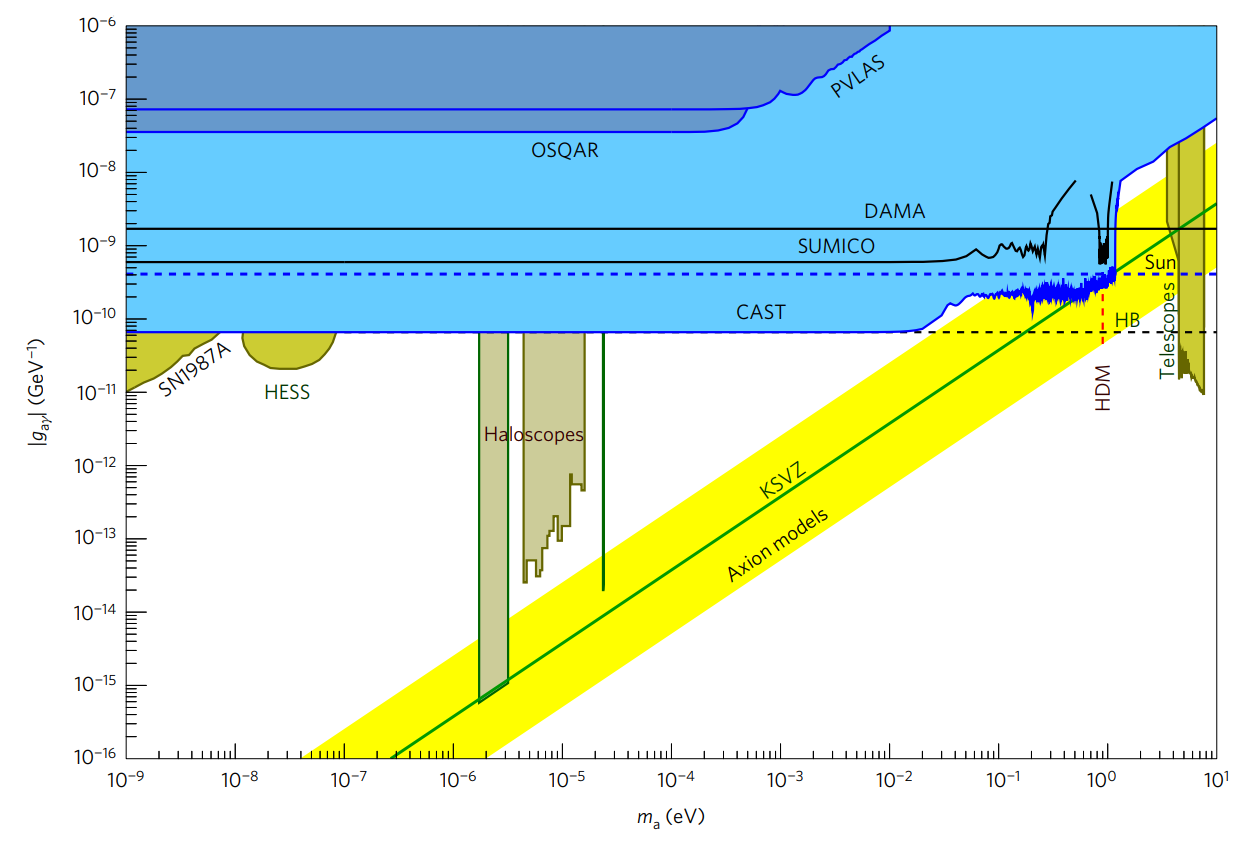 10⁻⁶
10⁻⁷
10⁻⁸
10⁻⁹
10⁻¹⁰
10⁻¹¹
10⁻¹²
10⁻¹³
10⁻¹⁴
10⁻¹⁵
10⁻¹⁶
|gₐᵧ| (GeV⁻¹)
PVLAS
OSQAR
DAMA
SUMICO
Sun
CAST
HB
Telescopes
SN1987A
HESS
HDM
Haloscopes
KSVZ
Axion models
10⁻⁹ 10⁻⁸ 10⁻⁷ 10⁻⁶ 10⁻⁵ 10⁻⁴ 10⁻³ 10⁻² 10⁻¹ 10⁰ 10¹
mₐ (eV)